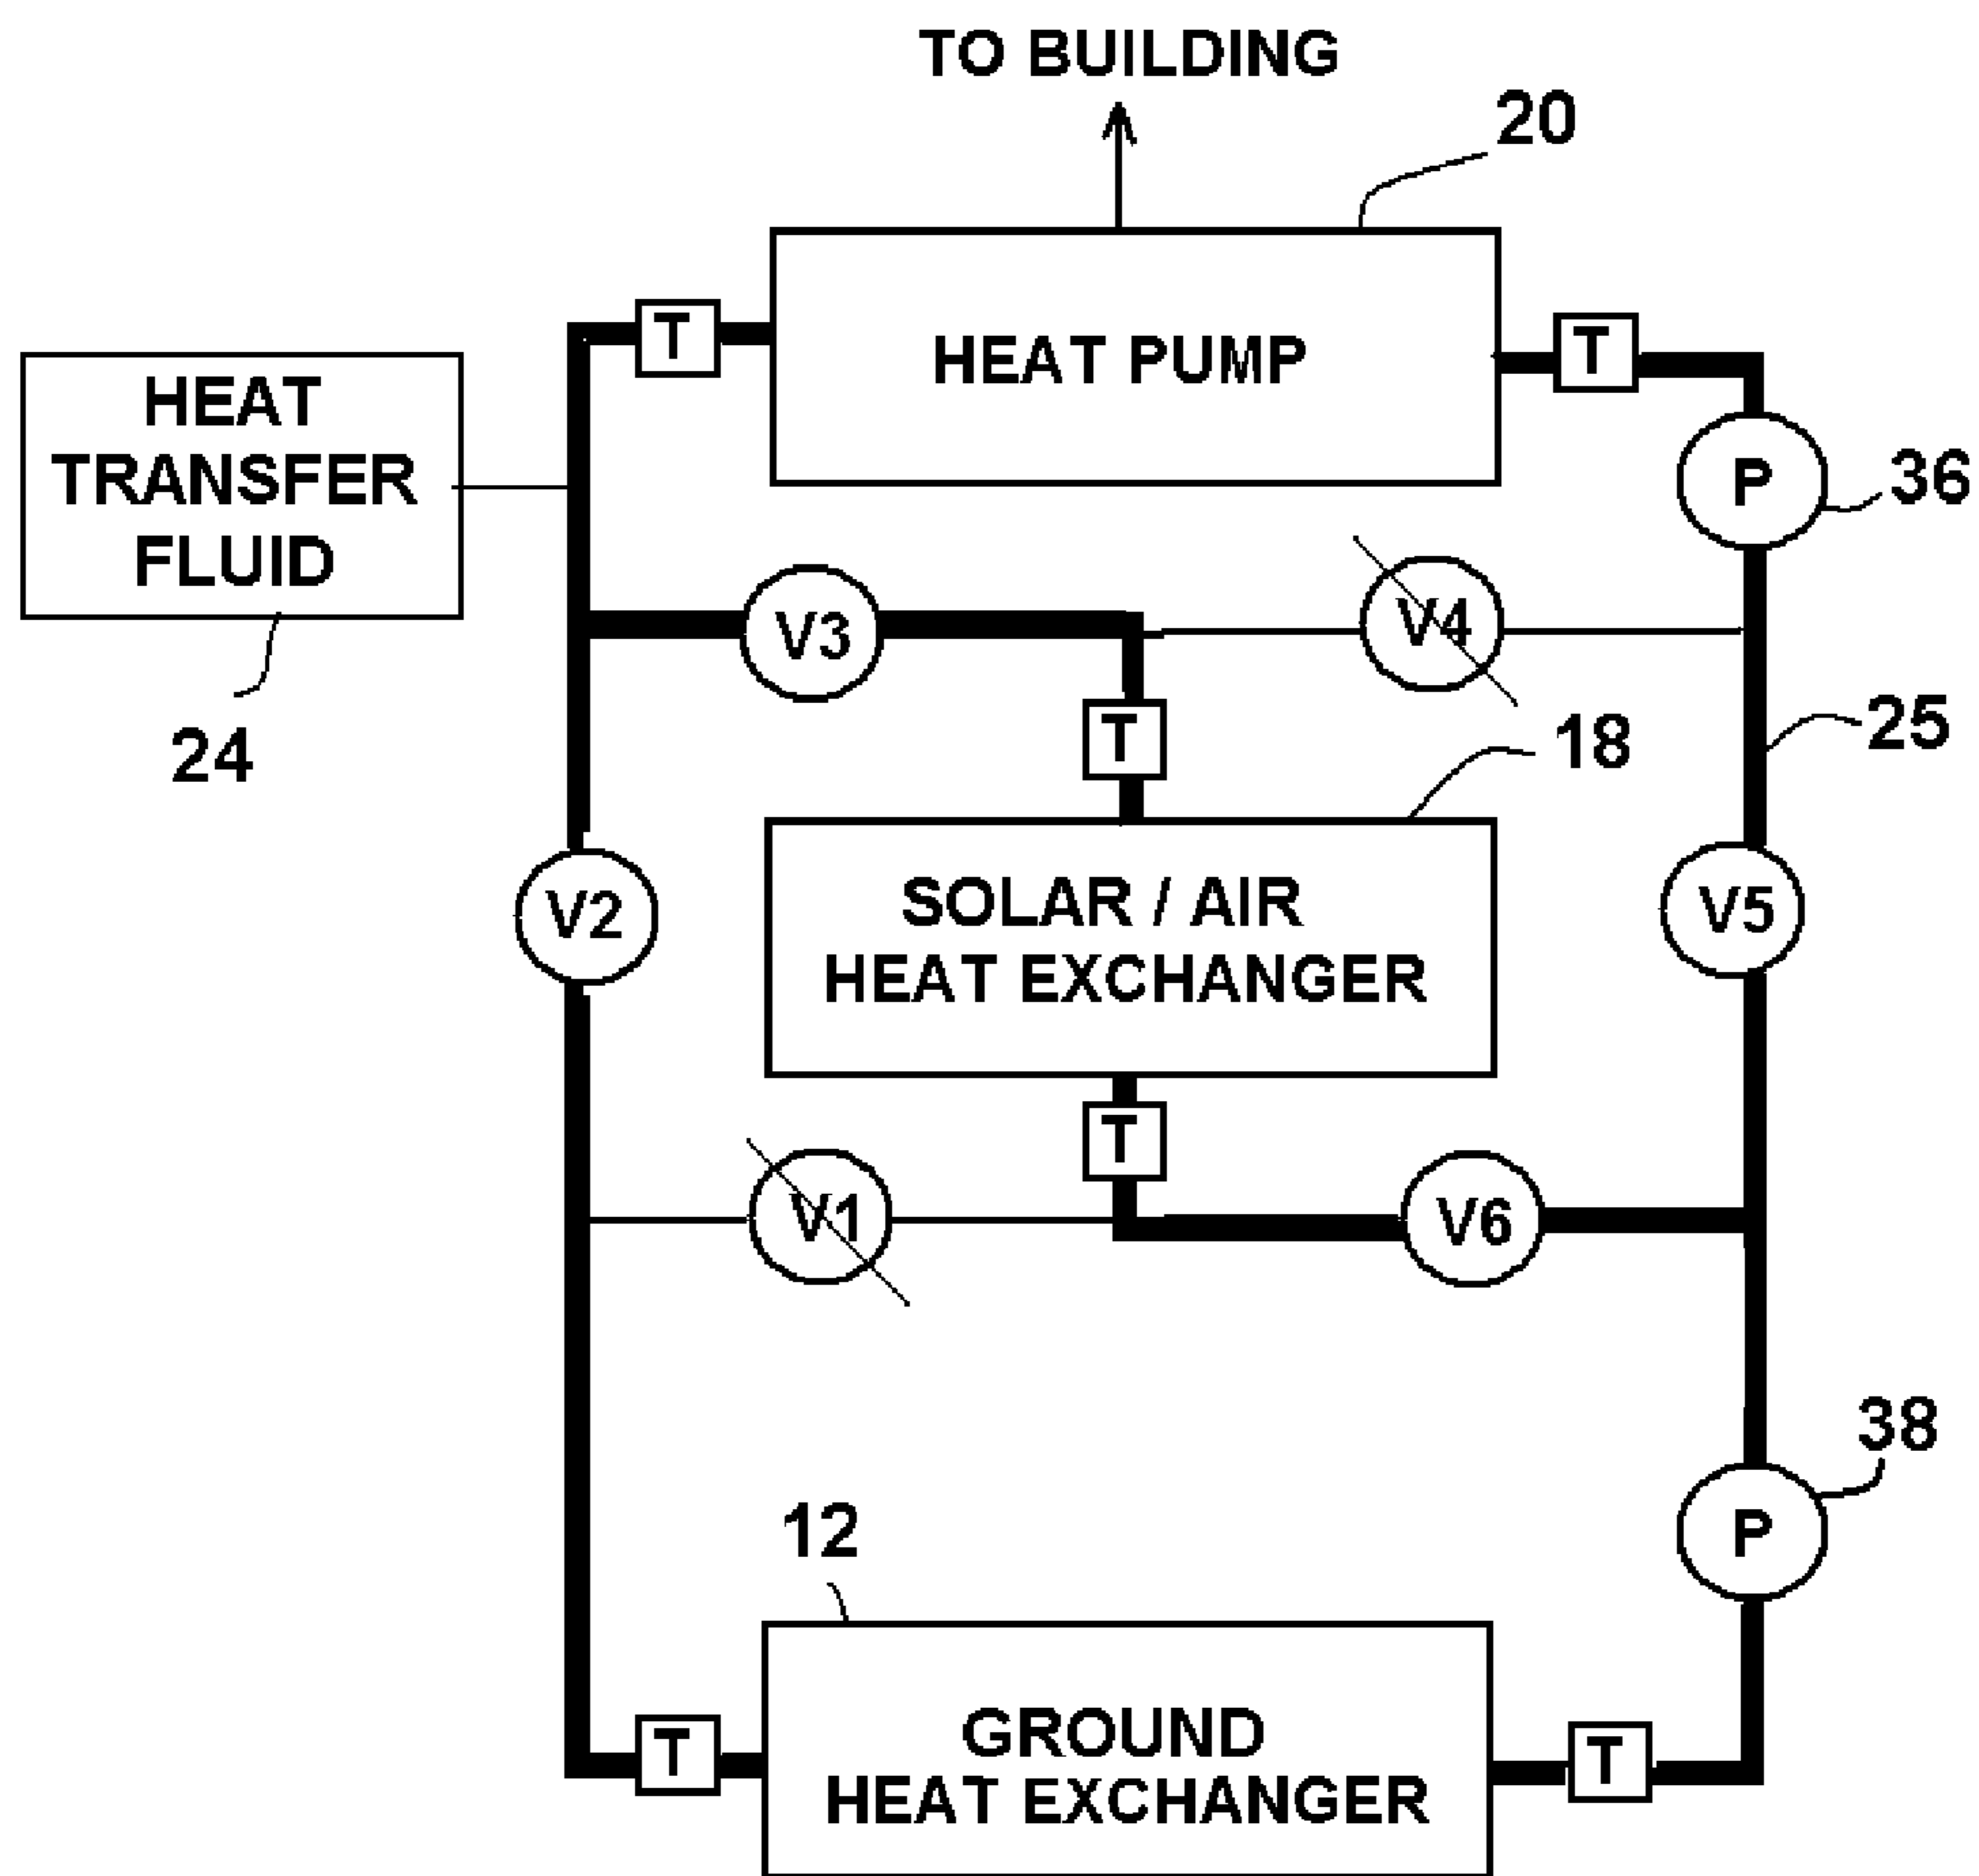 TO BUILDING
20
T
HEAT PUMP
T
HEAT
TRANSFER
FLUID
P
36
V3
V4
24
T
18
25
V2
SOLAR / AIR
HEAT EXCHANGER
V5
T
V1
V6
38
12
P
T
GROUND
HEAT EXCHANGER
T